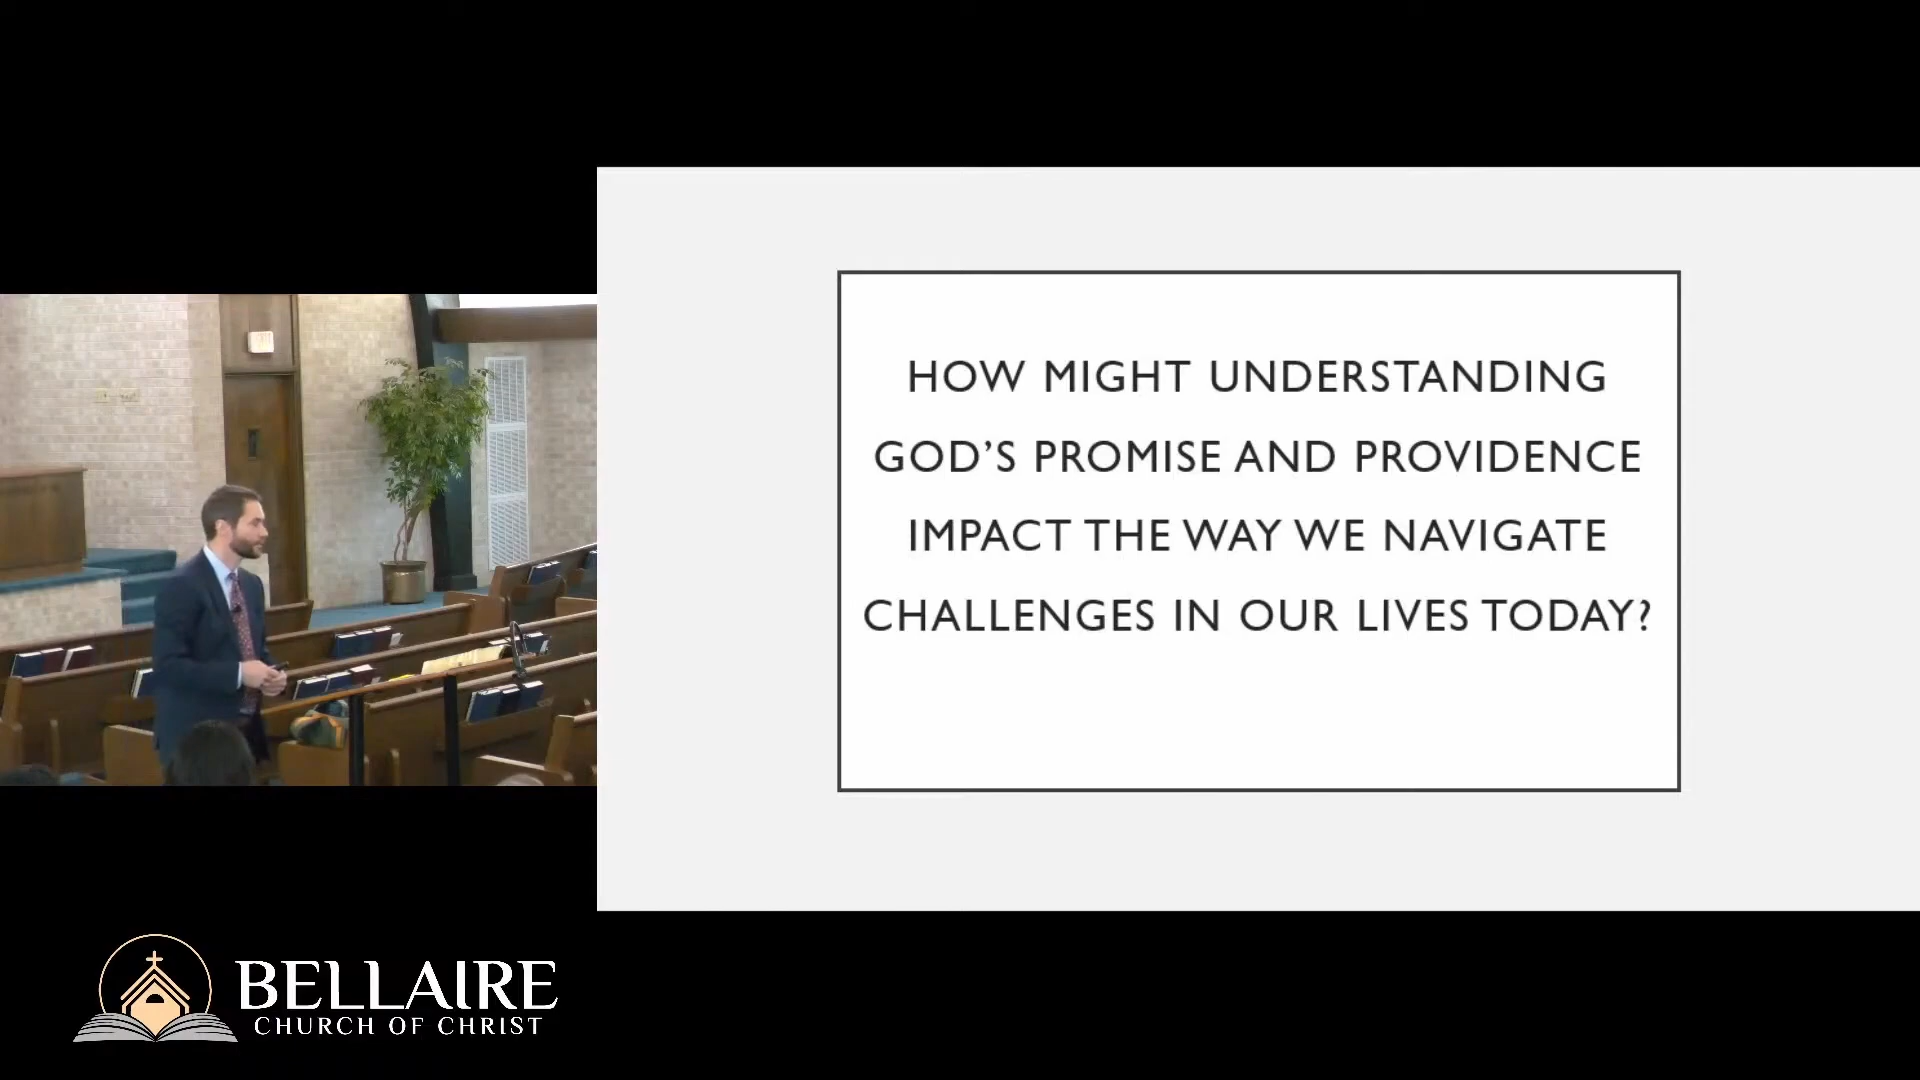 HOW MIGHT UNDERSTANDING
GOD’S PROMISE AND PROVIDENCE
IMPACT THE WAY WE NAVIGATE
CHALLENGES IN OUR LIVES TODAY?
BELLAIRE
CHURCH OF CHRIST